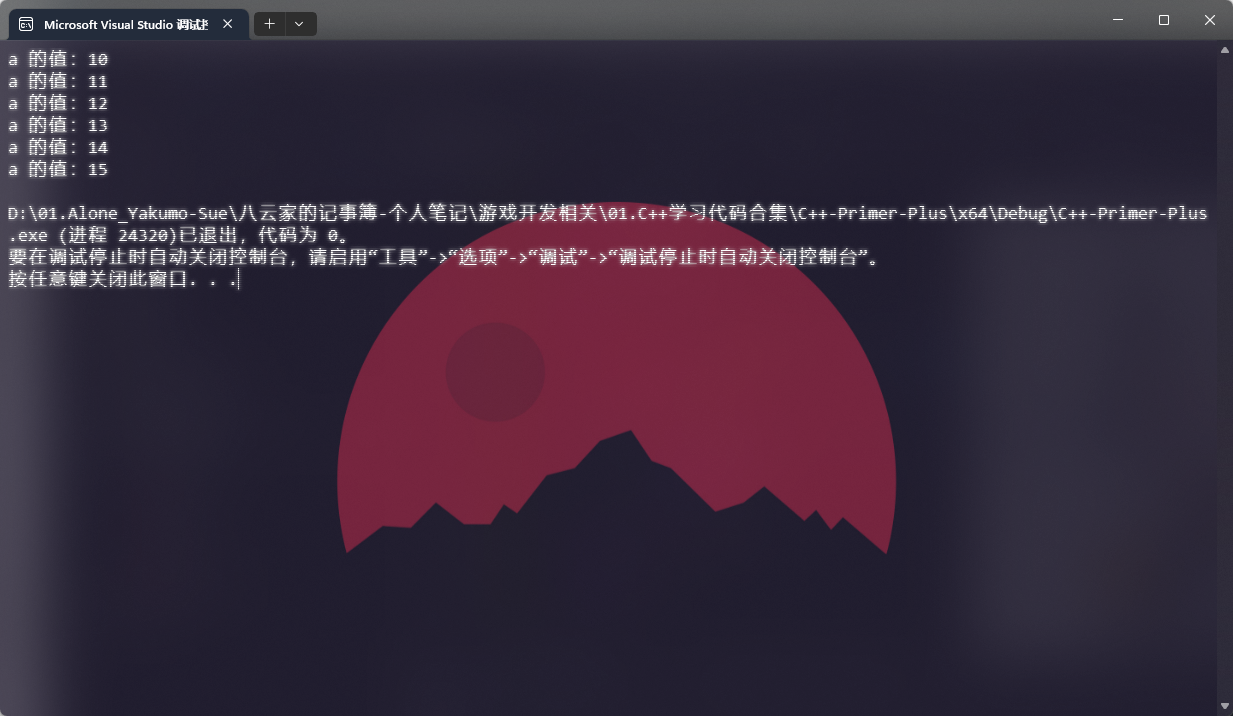 Microsoft Visual Studio 调试
a 的值: 10
a 的值: 11
a 的值: 12
a 的值: 13
a 的值: 14
a 的值: 15
D:\01.Alone_Yakumo-Sue\八云家的记事簿-个人笔记\游戏开发相关\01.C++学习代码合集\C++-Primer-Plus\x64\Debug\C++-Primer-Plus
.exe (进程 24320)已退出，代码为 0。
要在调试停止时自动关闭控制台，请启用“工具”->“选项”->“调试”->“调试停止时自动关闭控制台”。
按任意键关闭此窗口. . .